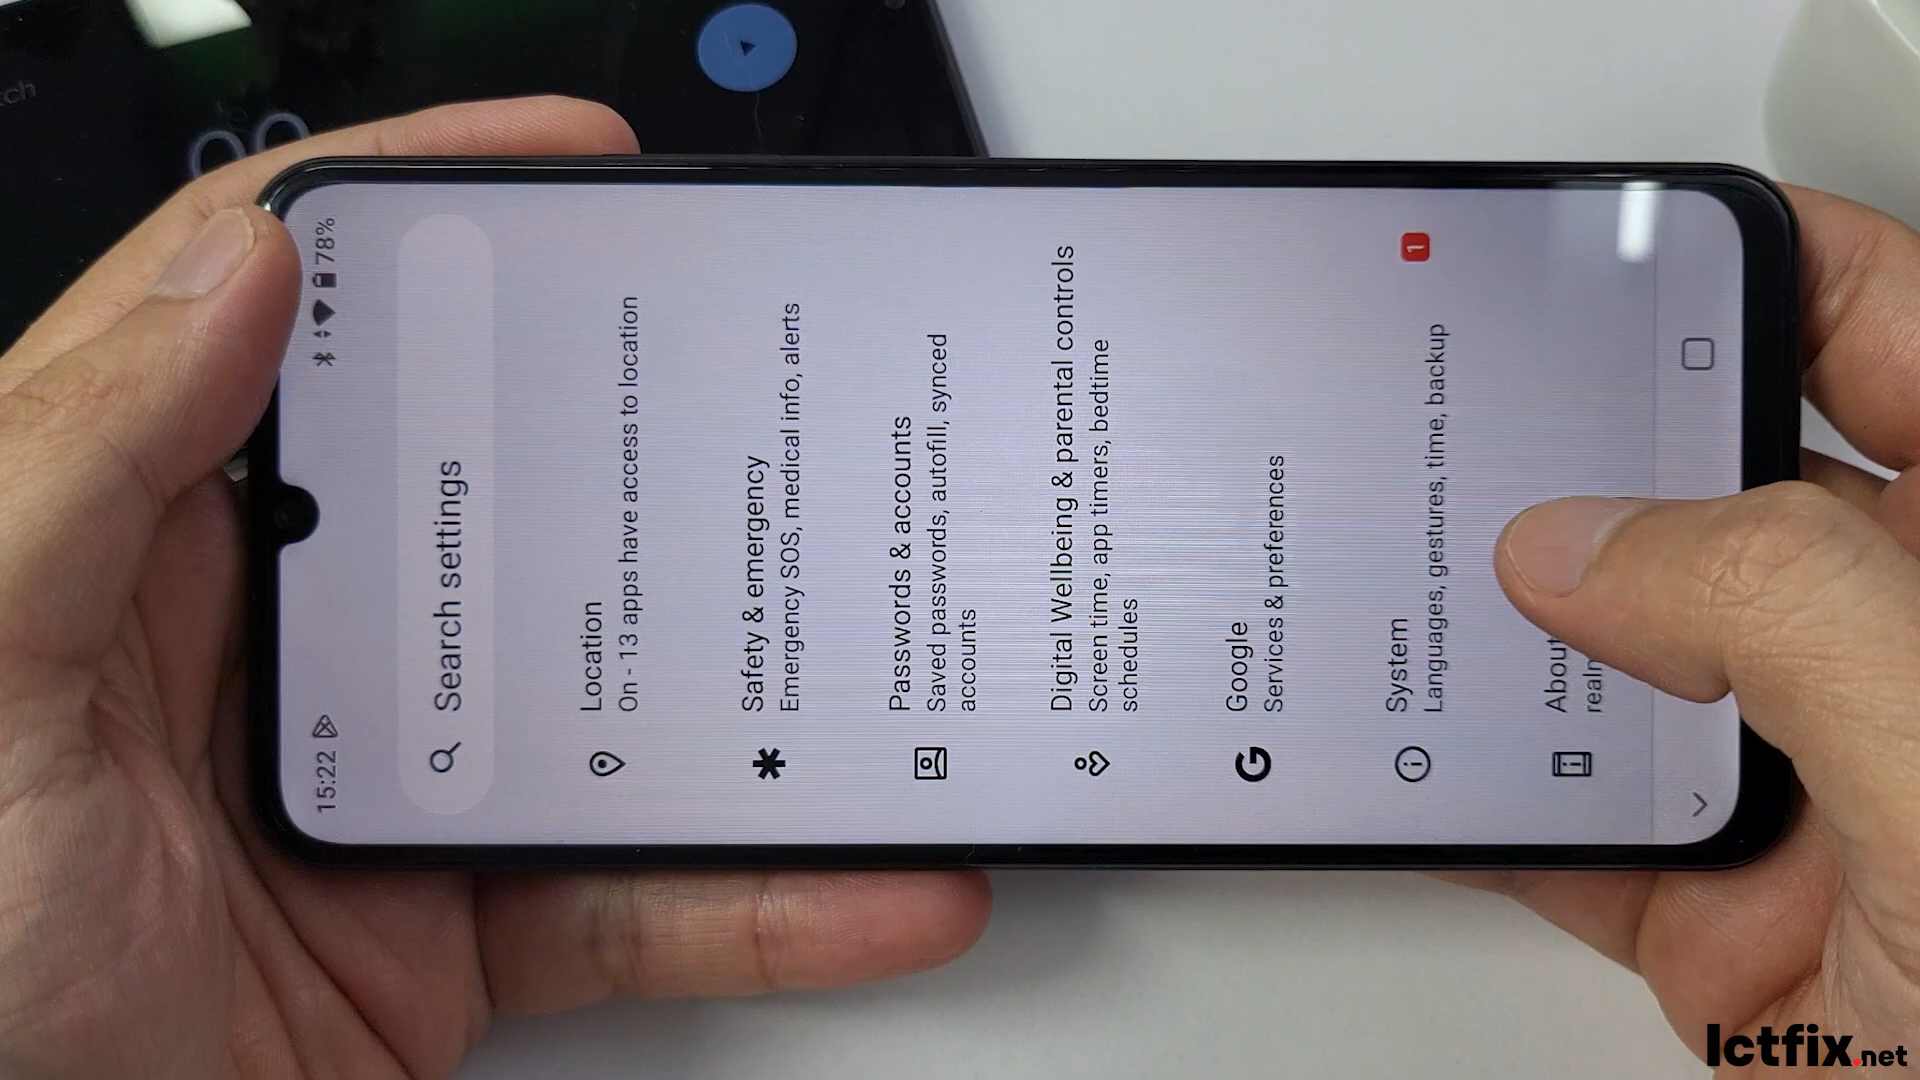 15:22
78%
Search settings
Location
On - 13 apps have access to location
Safety & emergency
Emergency SOS, medical info, alerts
Passwords & accounts
Saved passwords, autofill, synced
accounts
Digital Wellbeing & parental controls
Screen time, app timers, bedtime
schedules
Google
Services & preferences
System
Languages, gestures, time, backup
1
About
Ictfix.net